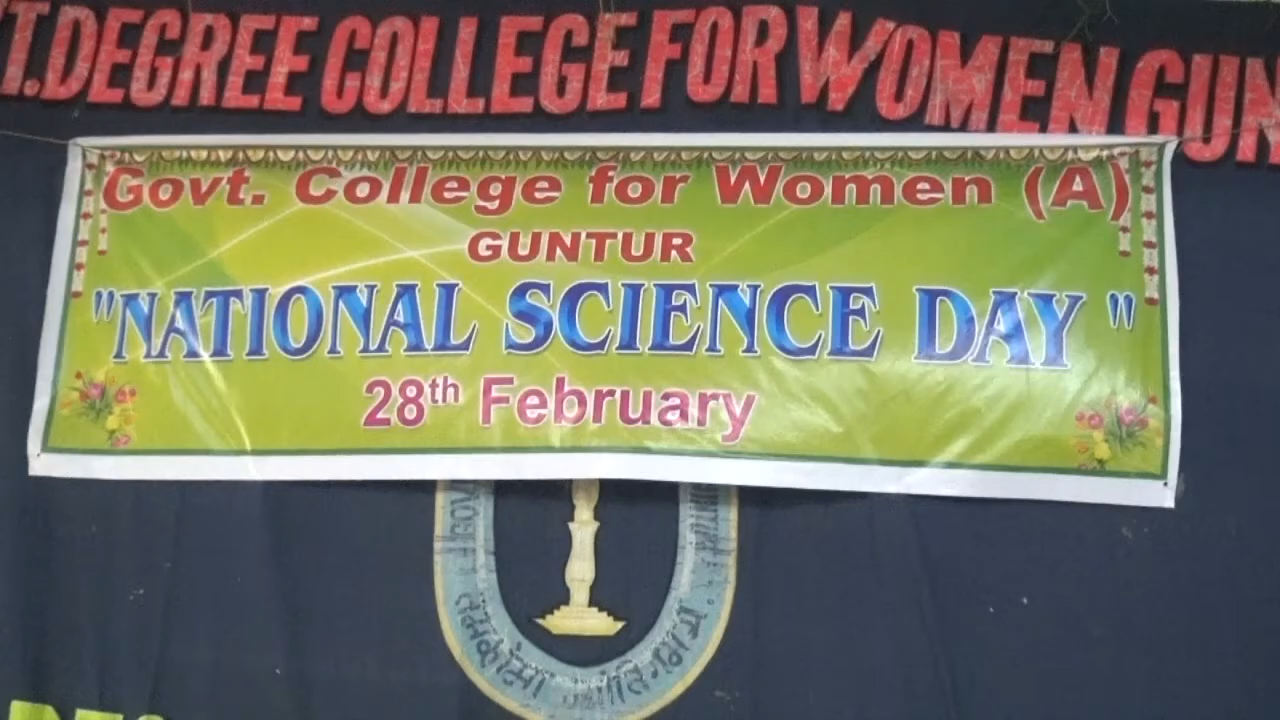 T.DEGREE COLLEGE FOR WOMEN GUN
Govt. College for Women (A)
GUNTUR
"NATIONAL SCIENCE DAY"
28th February